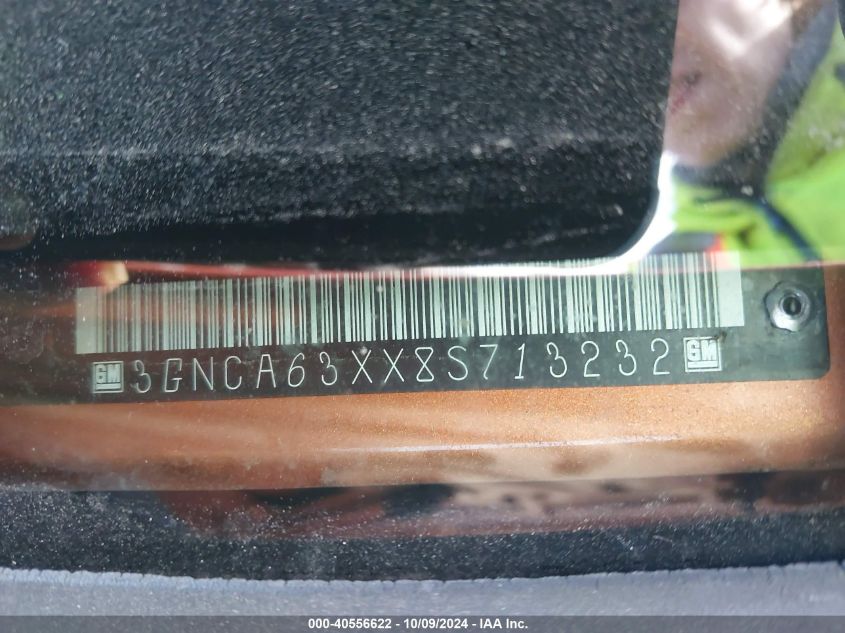 GM 3GNCA63XX8S713232 GM
000-40556622 - 10/09/2024 - IAA Inc.